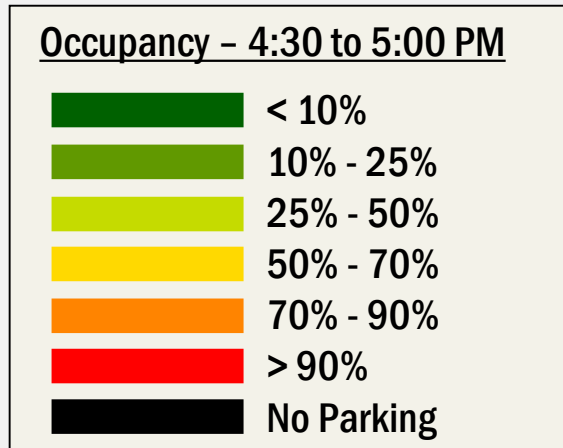 Occupancy – 4:30 to 5:00 PM
< 10%
10% - 25%
25% - 50%
50% - 70%
70% - 90%
> 90%
No Parking